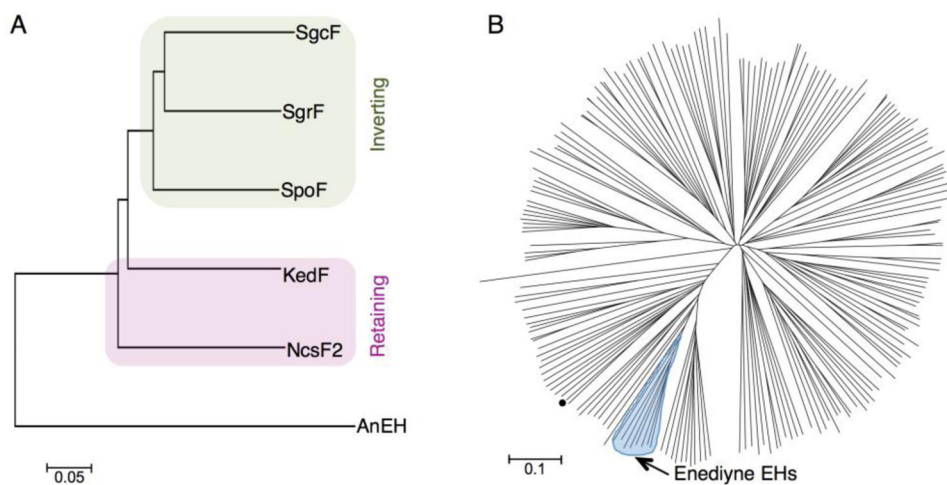 A
SgcF
SgrF
SpoF
Inverting
KedF
NcsF2
Retaining
AnEH
0.05
B
0.1
Enediyne EHs